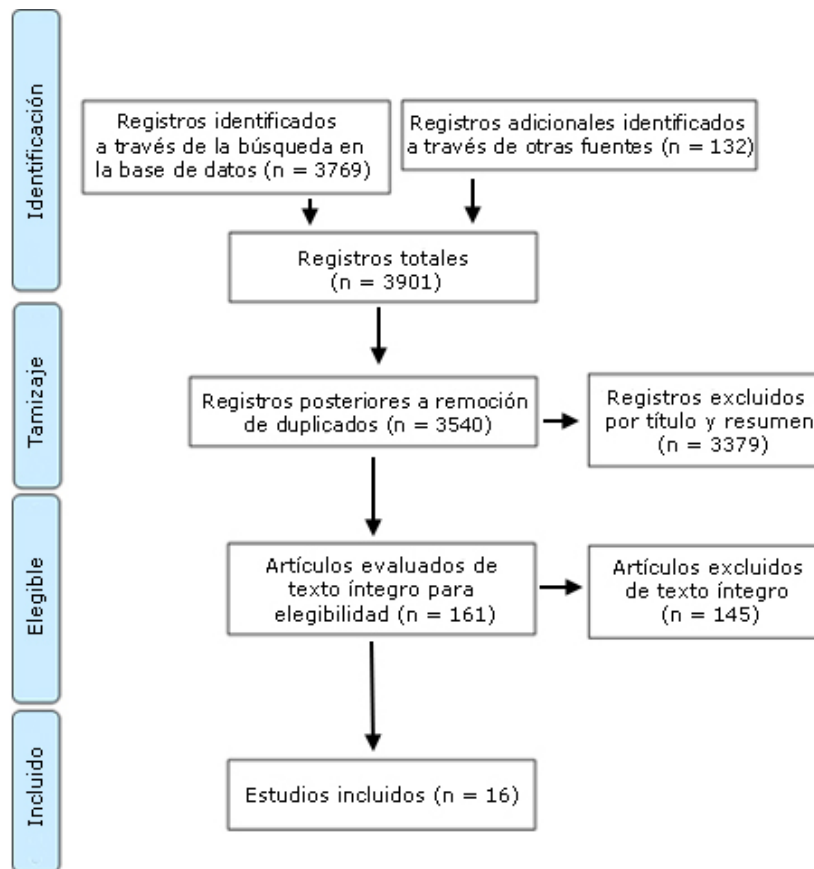 Identificación
Registros identificados
a través de la búsqueda en
la base de datos (n = 3769)
Registros adicionales identificados
a través de otras fuentes (n = 132)
Registros totales
(n = 3901)
Tamizaje
Registros posteriores a remoción
de duplicados (n = 3540)
Registros excluidos
por título y resumen
(n = 3379)
Elegible
Artículos evaluados de
texto íntegro para
elegibilidad (n = 161)
Artículos excluidos
de texto íntegro
(n = 145)
Incluido
Estudios incluidos (n = 16)